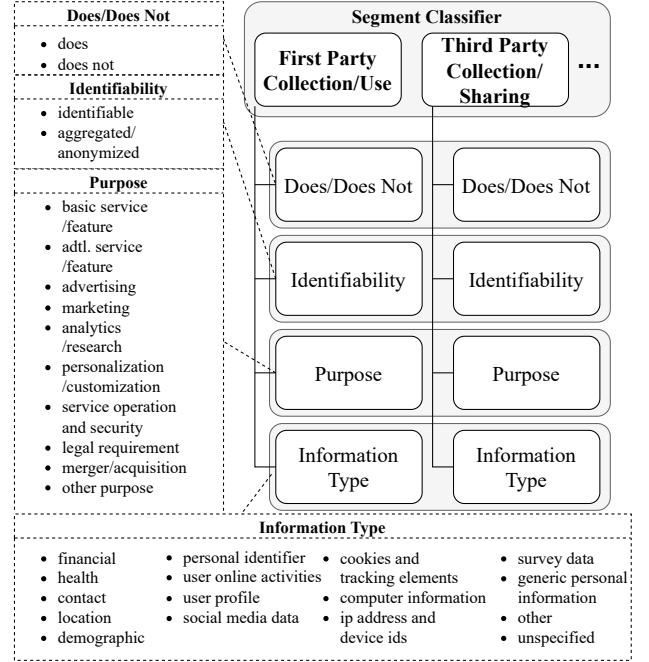 Does/Does Not
• does
• does not
Identifiability
• identifiable
• aggregated/
anonymized
Purpose
• basic service
/feature
• adtl. service
/feature
• advertising
• marketing
• analytics
/research
• personalization
/customization
• service operation
and security
• legal requirement
• merger/acquisition
• other purpose
Segment Classifier
First Party
Collection/Use
Third Party
Collection/
Sharing
...
Does/Does Not
Does/Does Not
Identifiability
Identifiability
Purpose
Purpose
Information
Type
Information
Type
Information Type
• financial
• health
• contact
• location
• demographic
• personal identifier
• user online activities
• user profile
• social media data
• cookies and
tracking elements
• computer information
• ip address and
device ids
• survey data
• generic personal
information
• other
• unspecified